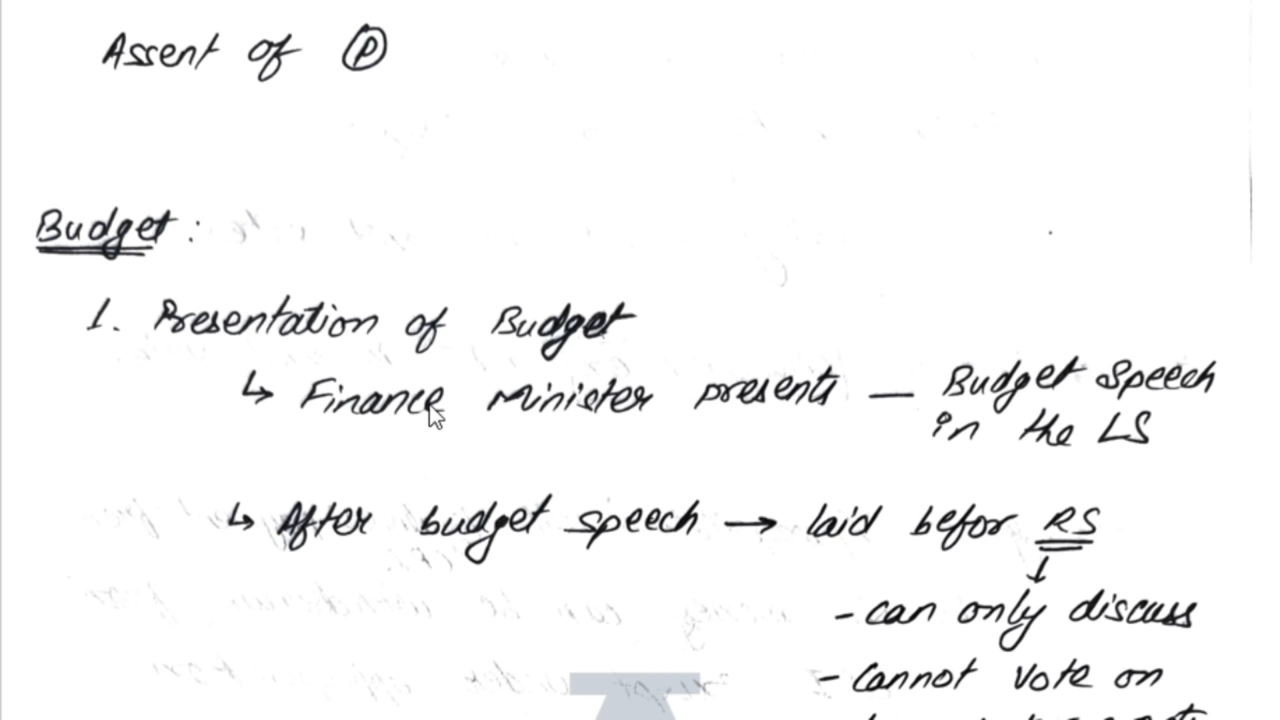 Assent of Ⓟ
Budget :
1. Presentation of Budget
↳ Finance Minister presents — Budget Speech
in the LS
↳ After budget speech → laid befor RS
↓
- can only discuss
- Cannot vote on